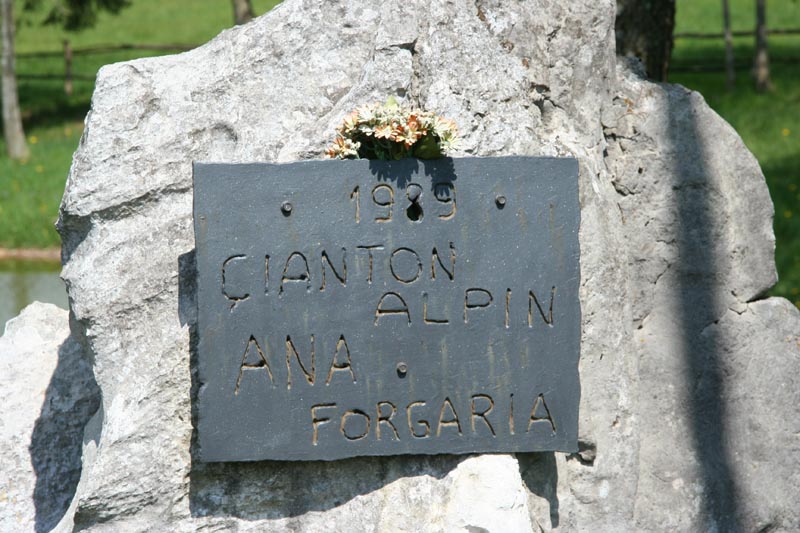 1989
ÇIANTON
ALPIN
ANA
FORGARIA